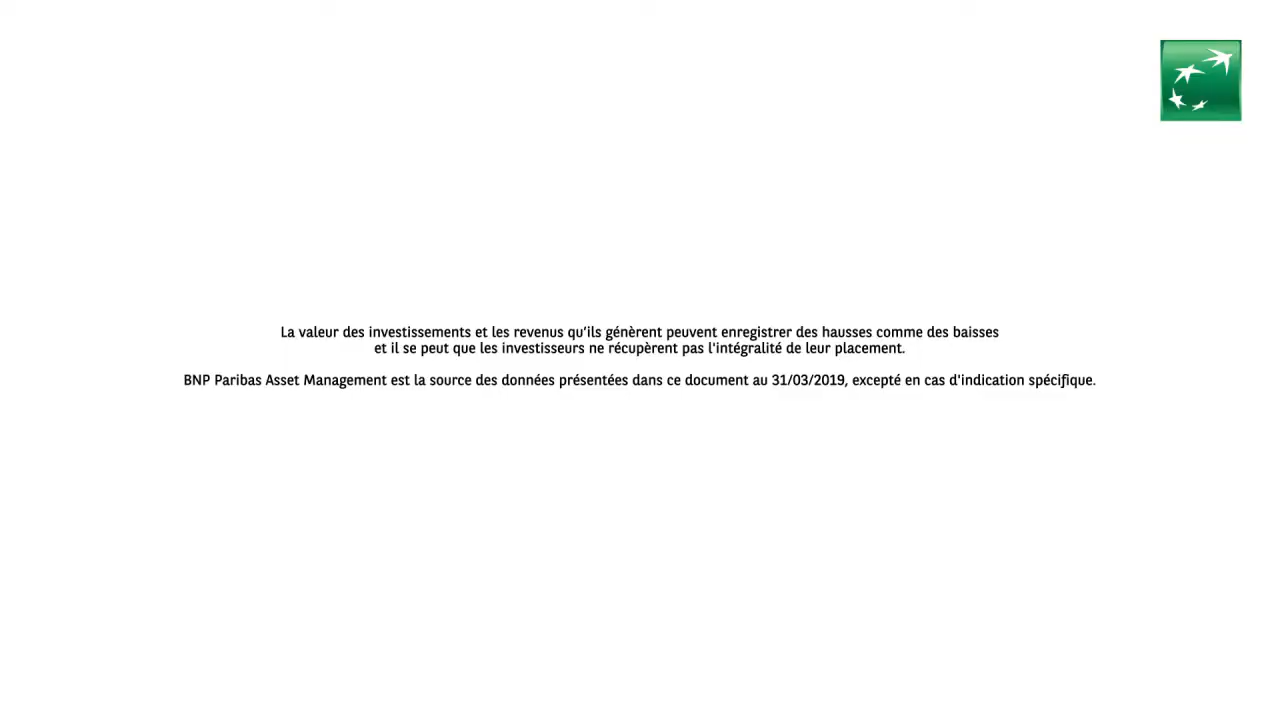 La valeur des investissements et les revenus qu’ils génèrent peuvent enregistrer des hausses comme des baisses
et il se peut que les investisseurs ne récupèrent pas l'intégralité de leur placement.
BNP Paribas Asset Management est la source des données présentées dans ce document au 31/03/2019, excepté en cas d'indication spécifique.